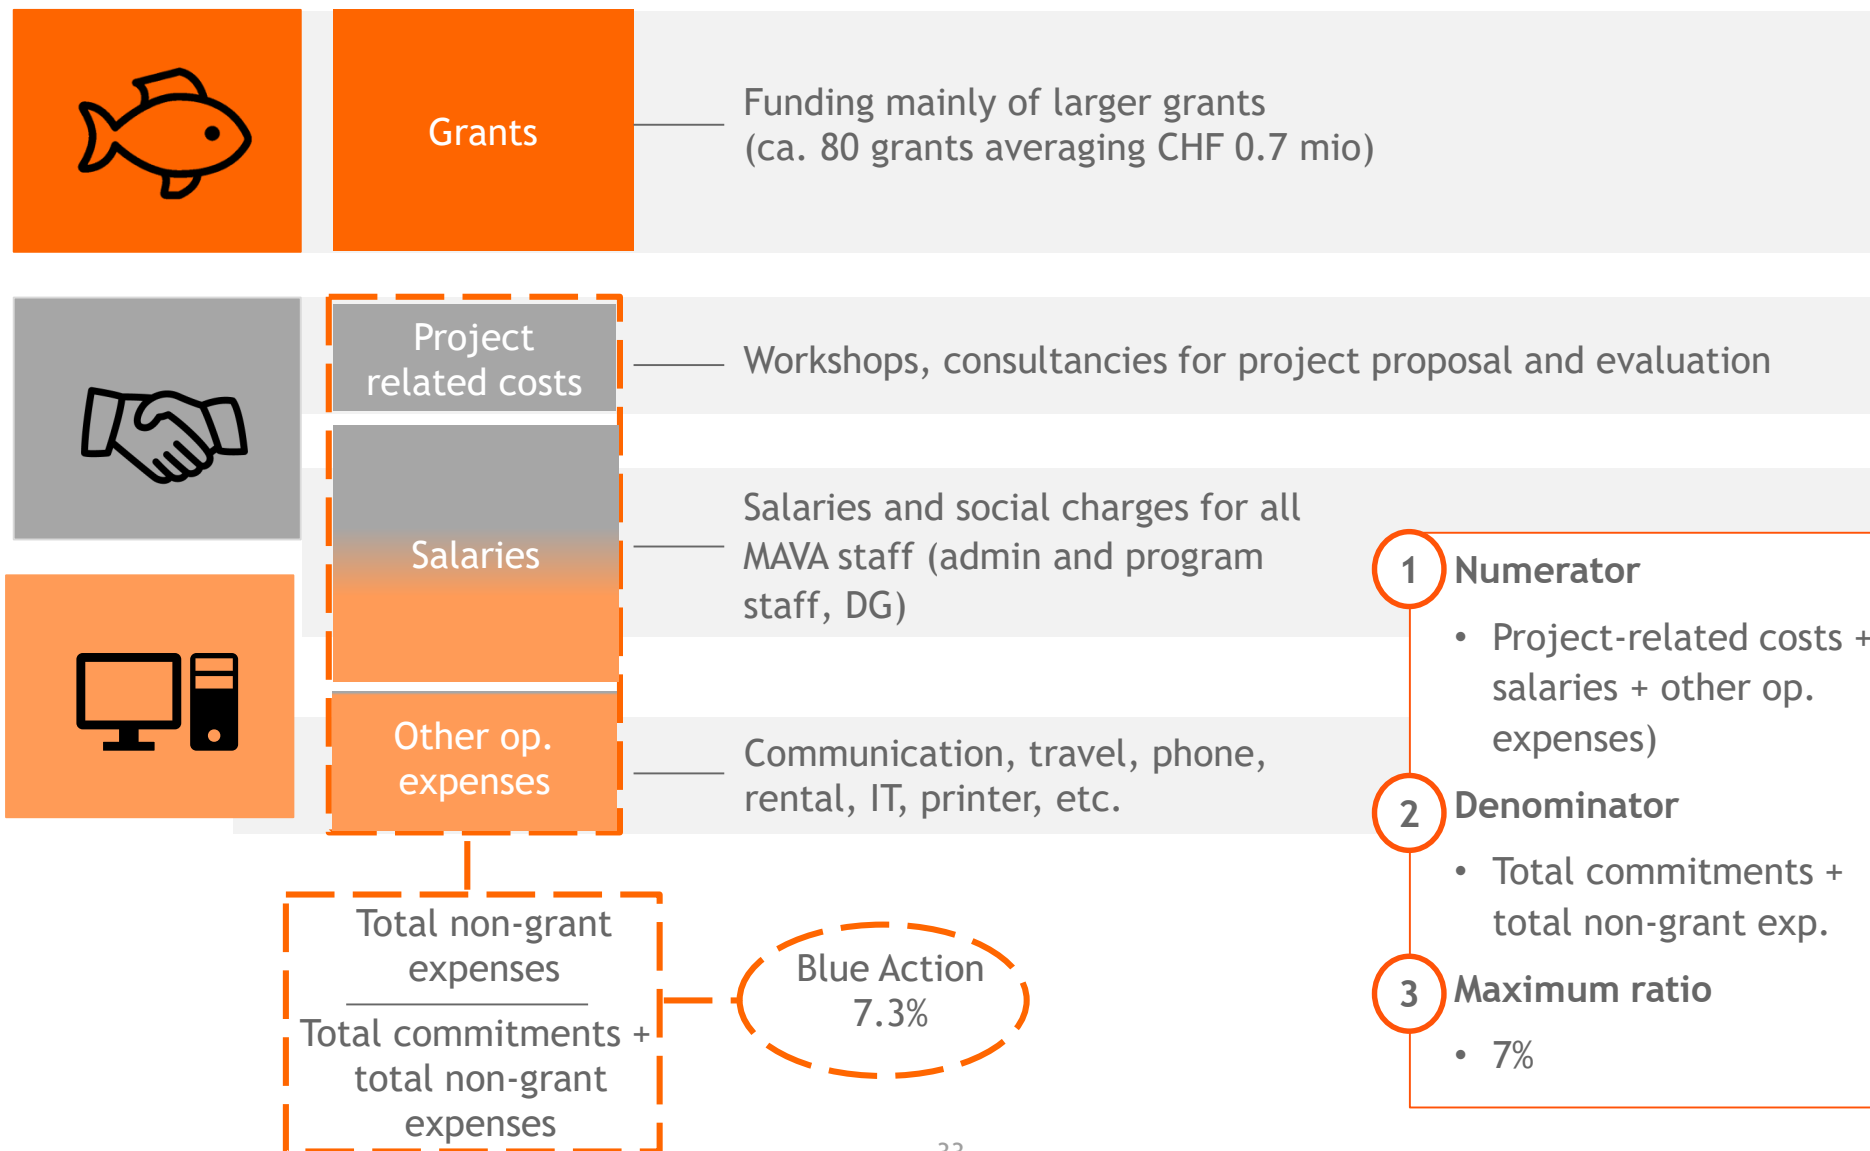 Grants
Funding mainly of larger grants
(ca. 80 grants averaging CHF 0.7 mio)
Project
related costs
Workshops, consultancies for project proposal and evaluation
Salaries
Salaries and social charges for all
MAVA staff (admin and program
staff, DG)
Other op.
expenses
Communication, travel, phone,
rental, IT, printer, etc.
Total non-grant
expenses
Total commitments +
total non-grant
expenses
Blue Action
7.3%
1 Numerator
• Project-related costs +
salaries + other op.
expenses)
2 Denominator
• Total commitments +
total non-grant exp.
3 Maximum ratio
• 7%